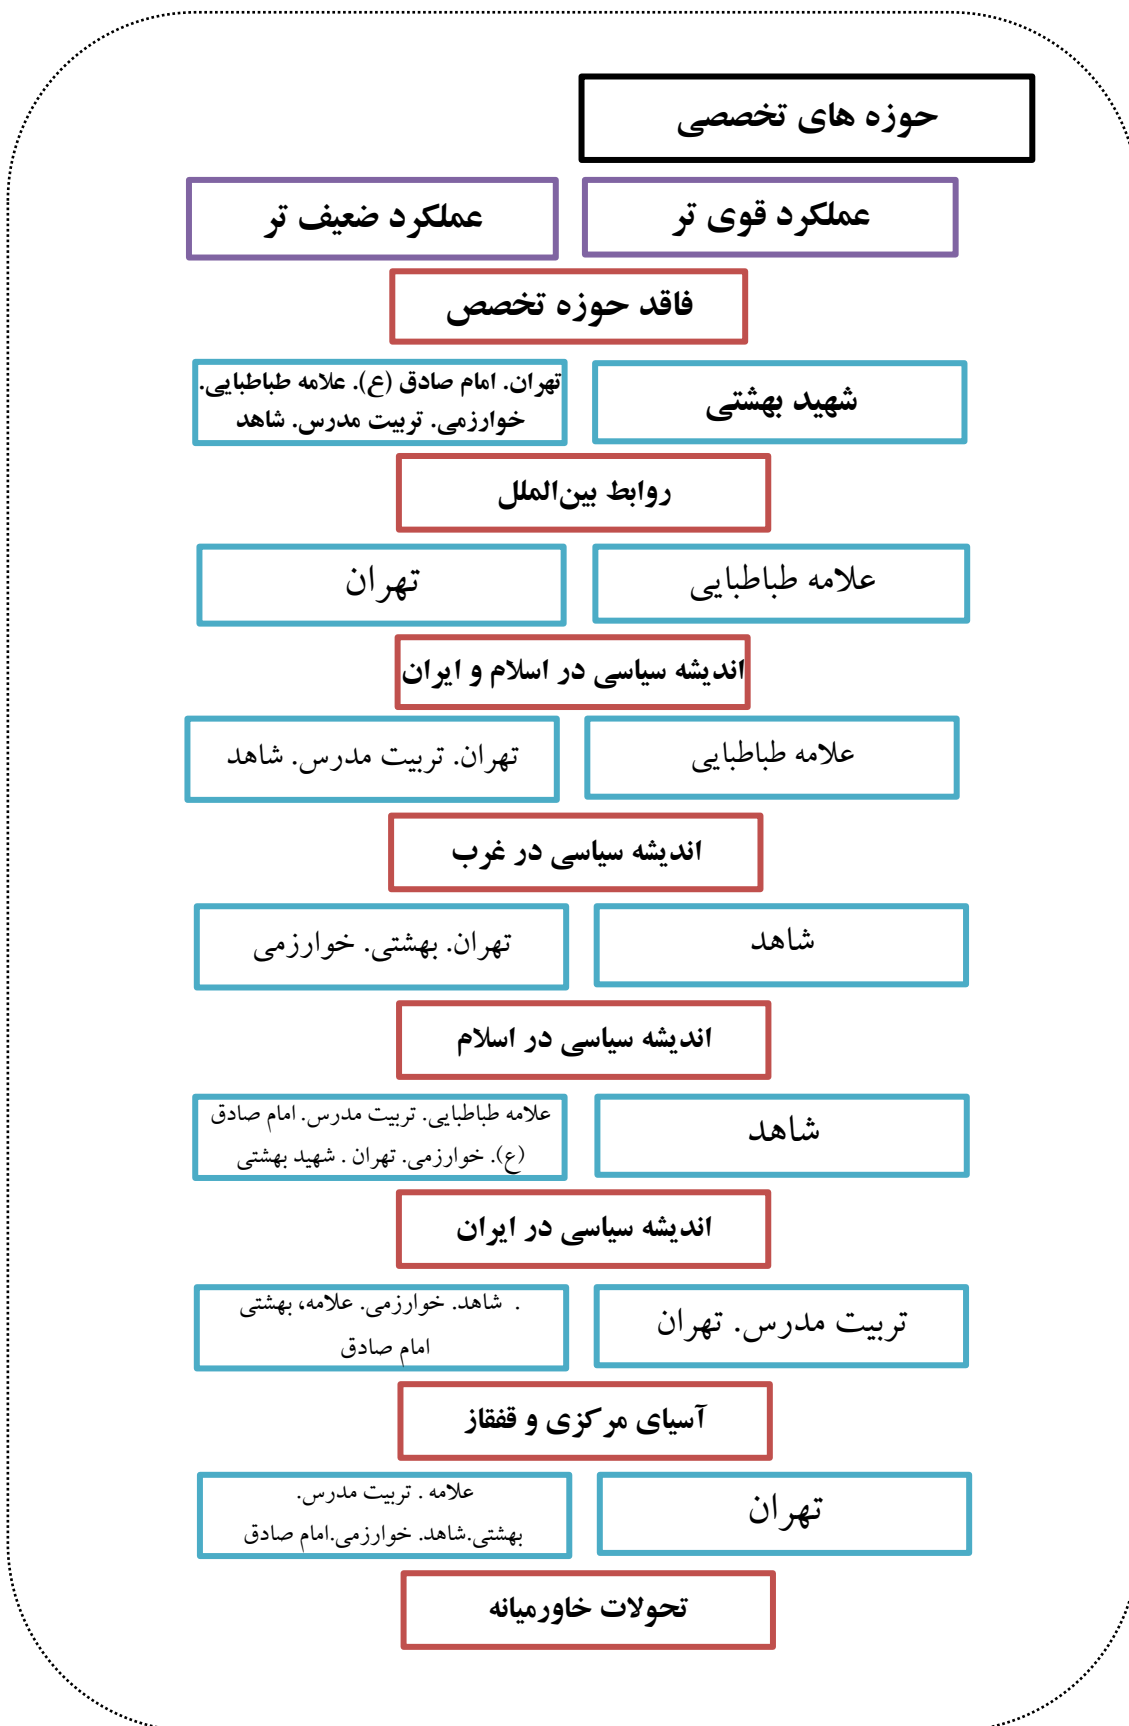 حوزه های تخصصی
عملکرد قوی تر
عملکرد ضعیف تر
فاقد حوزه تخصص
شهید بهشتی
تهران. امام صادق (ع). علامه طباطبایی.
خوارزمی. تربیت مدرس. شاهد
روابط بین‌الملل
علامه طباطبایی
تهران
اندیشه سیاسی در اسلام و ایران
علامه طباطبایی
تهران. تربیت مدرس. شاهد
اندیشه سیاسی در غرب
شاهد
تهران. بهشتی. خوارزمی
اندیشه سیاسی در اسلام
شاهد
علامه طباطبایی. تربیت مدرس. امام صادق
(ع). خوارزمی. تهران . شهید بهشتی
اندیشه سیاسی در ایران
تربیت مدرس. تهران
. شاهد. خوارزمی. علامه، بهشتی
امام صادق
آسیای مرکزی و قفقاز
تهران
علامه . تربیت مدرس.
بهشتی.شاهد. خوارزمی.امام صادق
تحولات خاورمیانه